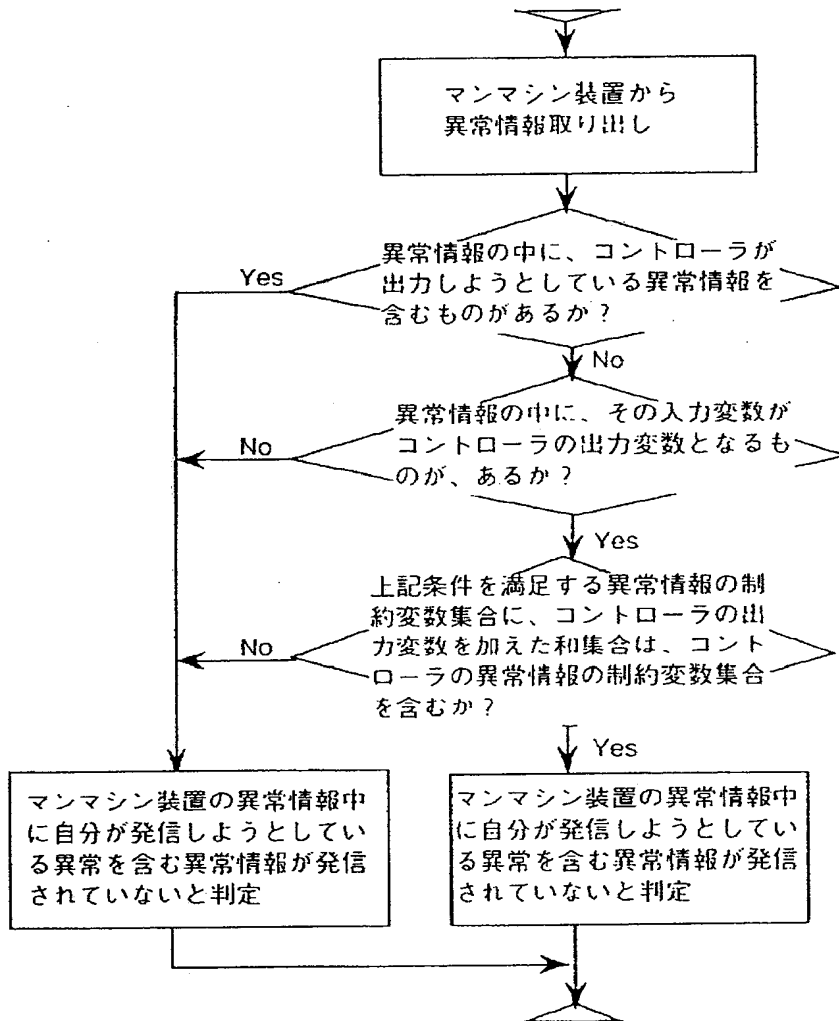 マンマシン装置から
異常情報取り出し
異常情報の中に、コントローラが
出力しようとしている異常情報を
含むものがあるか?
Yes
No
異常情報の中に、その入力変数が
コントローラの出力変数となるも
のが、あるか?
No
Yes
上記条件を満足する異常情報の制
約変数集合に、コントローラの出
力変数を加えた和集合は、コント
ローラの異常情報の制約変数集合
を含むか?
No
Yes
マンマシン装置の異常情報中
に自分が発信しようとしてい
る異常を含む異常情報が発信
されていないと判定
マンマシン装置の異常情報中
に自分が発信しようとしてい
る異常を含む異常情報が発信
されていないと判定